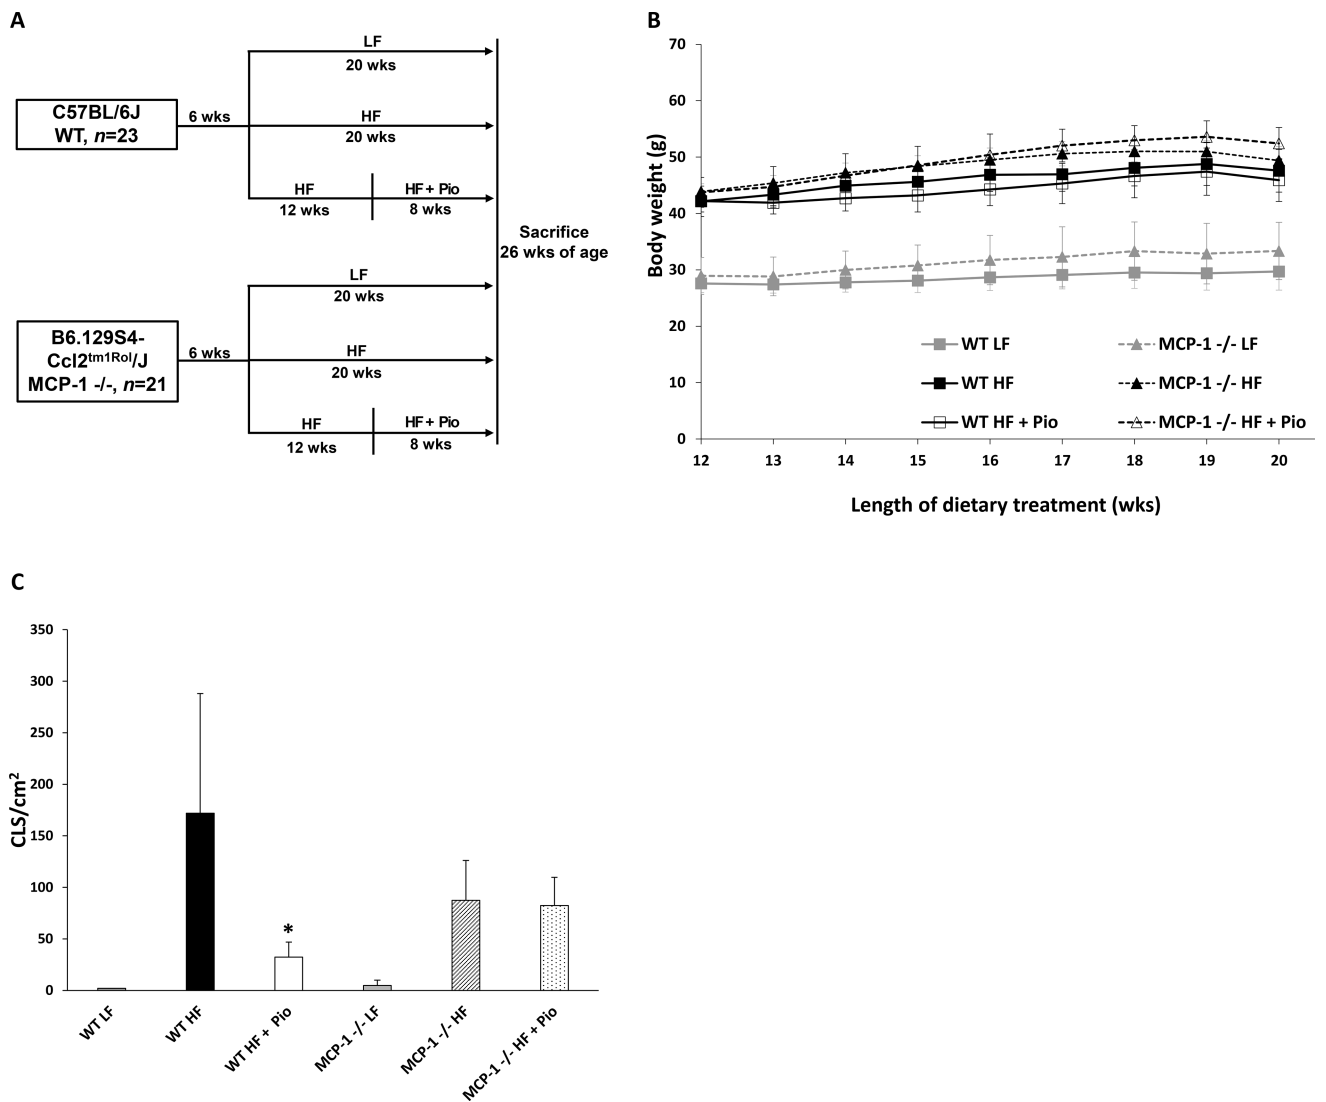 A
LF
20 wks
C57BL/6J
WT, n=23
6 wks
HF
20 wks
HF
HF + Pio
12 wks
8 wks
Sacrifice
26 wks of age
LF
20 wks
B6.129S4-
Ccl2tm1Rol/J
MCP-1 -/-, n=21
6 wks
HF
20 wks
HF
HF + Pio
12 wks
8 wks
B
Body weight (g)
70
60
50
40
30
20
10
0
WT LF
MCP-1 -/- LF
WT HF
MCP-1 -/- HF
WT HF + Pio
MCP-1 -/- HF + Pio
12 13 14 15 16 17 18 19 20
Length of dietary treatment (wks)
C
CLS/cm2
350
300
250
200
150
100
50
0
*
WT LF
WT HF
WT HF + Pio
MCP-1 -/- LF
MCP-1 -/- HF
MCP-1 -/- HF + Pio